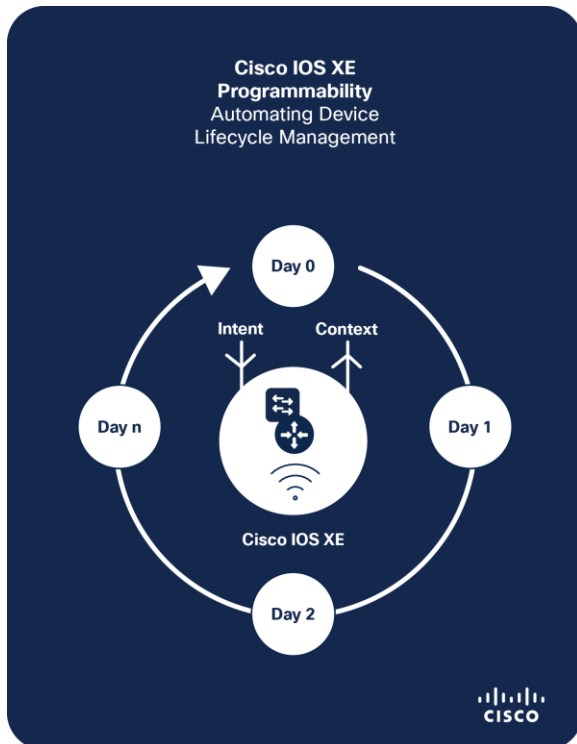 Cisco IOS XE
Programmability
Automating Device
Lifecycle Management
Day 0
Intent
Context
Day n
Day 1
Cisco IOS XE
Day 2
CISCO